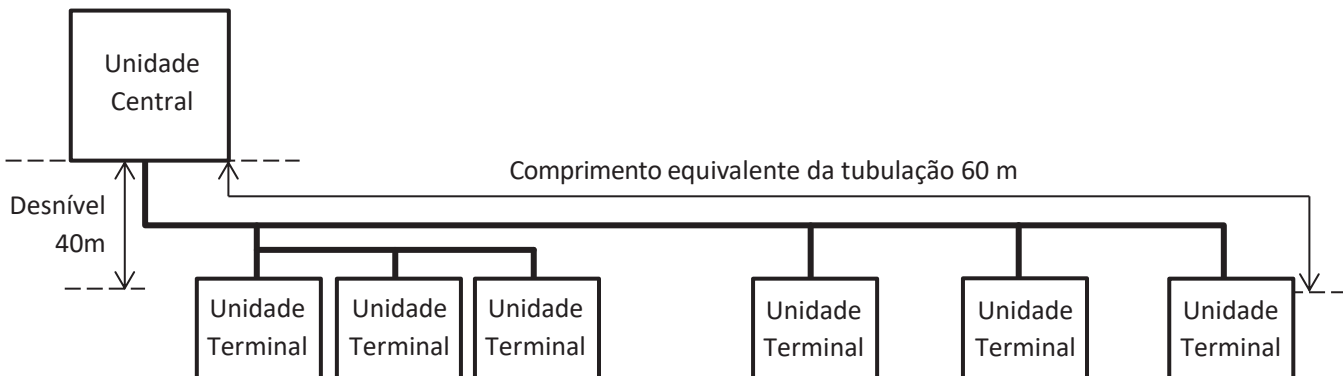 Unidade
Central
Comprimento equivalente da tubulação 60 m
Desnível
40m
Unidade
Terminal
Unidade
Terminal
Unidade
Terminal
Unidade
Terminal
Unidade
Terminal
Unidade
Terminal